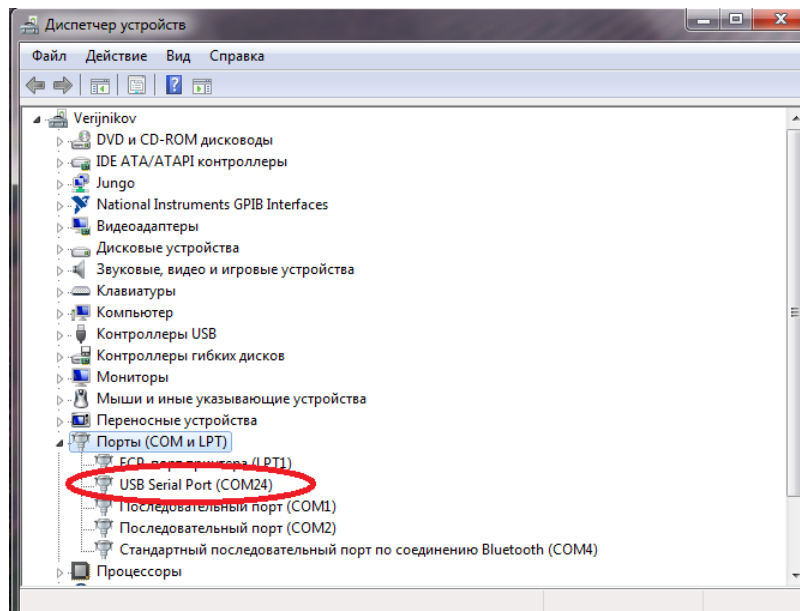 Диспетчер устройств
Файл Действие Вид Справка
Verijnikov
DVD и CD-ROM дисководы
IDE ATA/ATAPI контроллеры
Jungo
National Instruments GPIB Interfaces
Видеоадаптеры
Дисковые устройства
Звуковые, видео и игровые устройства
Клавиатуры
Компьютер
Контроллеры USB
Контроллеры гибких дисков
Мониторы
Мыши и иные указывающие устройства
Переносные устройства
Порты (COM и LPT)
ECP-порт принтера (LPT1)
USB Serial Port (COM24)
Последовательный порт (COM1)
Последовательный порт (COM2)
Стандартный последовательный порт по соединению Bluetooth (COM4)
Процессоры